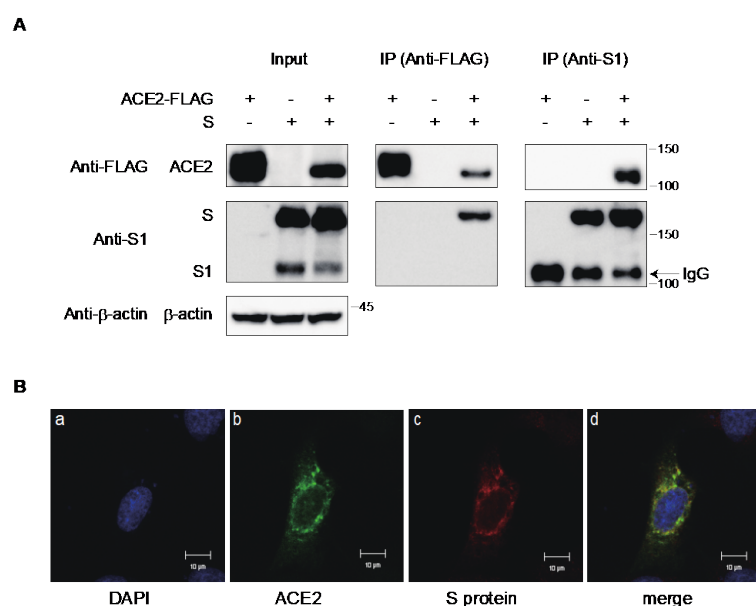 A
Input IP (Anti-FLAG) IP (Anti-S1)
ACE2-FLAG + - + + - + + - +
S - + + - + + - + +
Anti-FLAG ACE2 –150
–100
S
Anti-S1 –150
S1 IgG
–100
Anti-β-actin β-actin –45
B
a b c d
10 µm 10 µm 10 µm 10 µm
DAPI ACE2 S protein merge